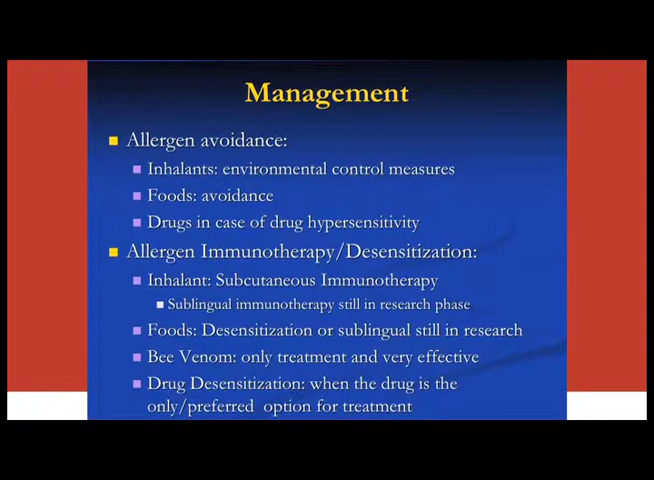 Management
Allergen avoidance:
Inhalants: environmental control measures
Foods: avoidance
Drugs in case of drug hypersensitivity
Allergen Immunotherapy/Desensitization:
Inhalant: Subcutaneous Immunotherapy
Sublingual immunotherapy still in research phase
Foods: Desensitization or sublingual still in research
Bee Venom: only treatment and very effective
Drug Desensitization: when the drug is the
only/preferred option for treatment